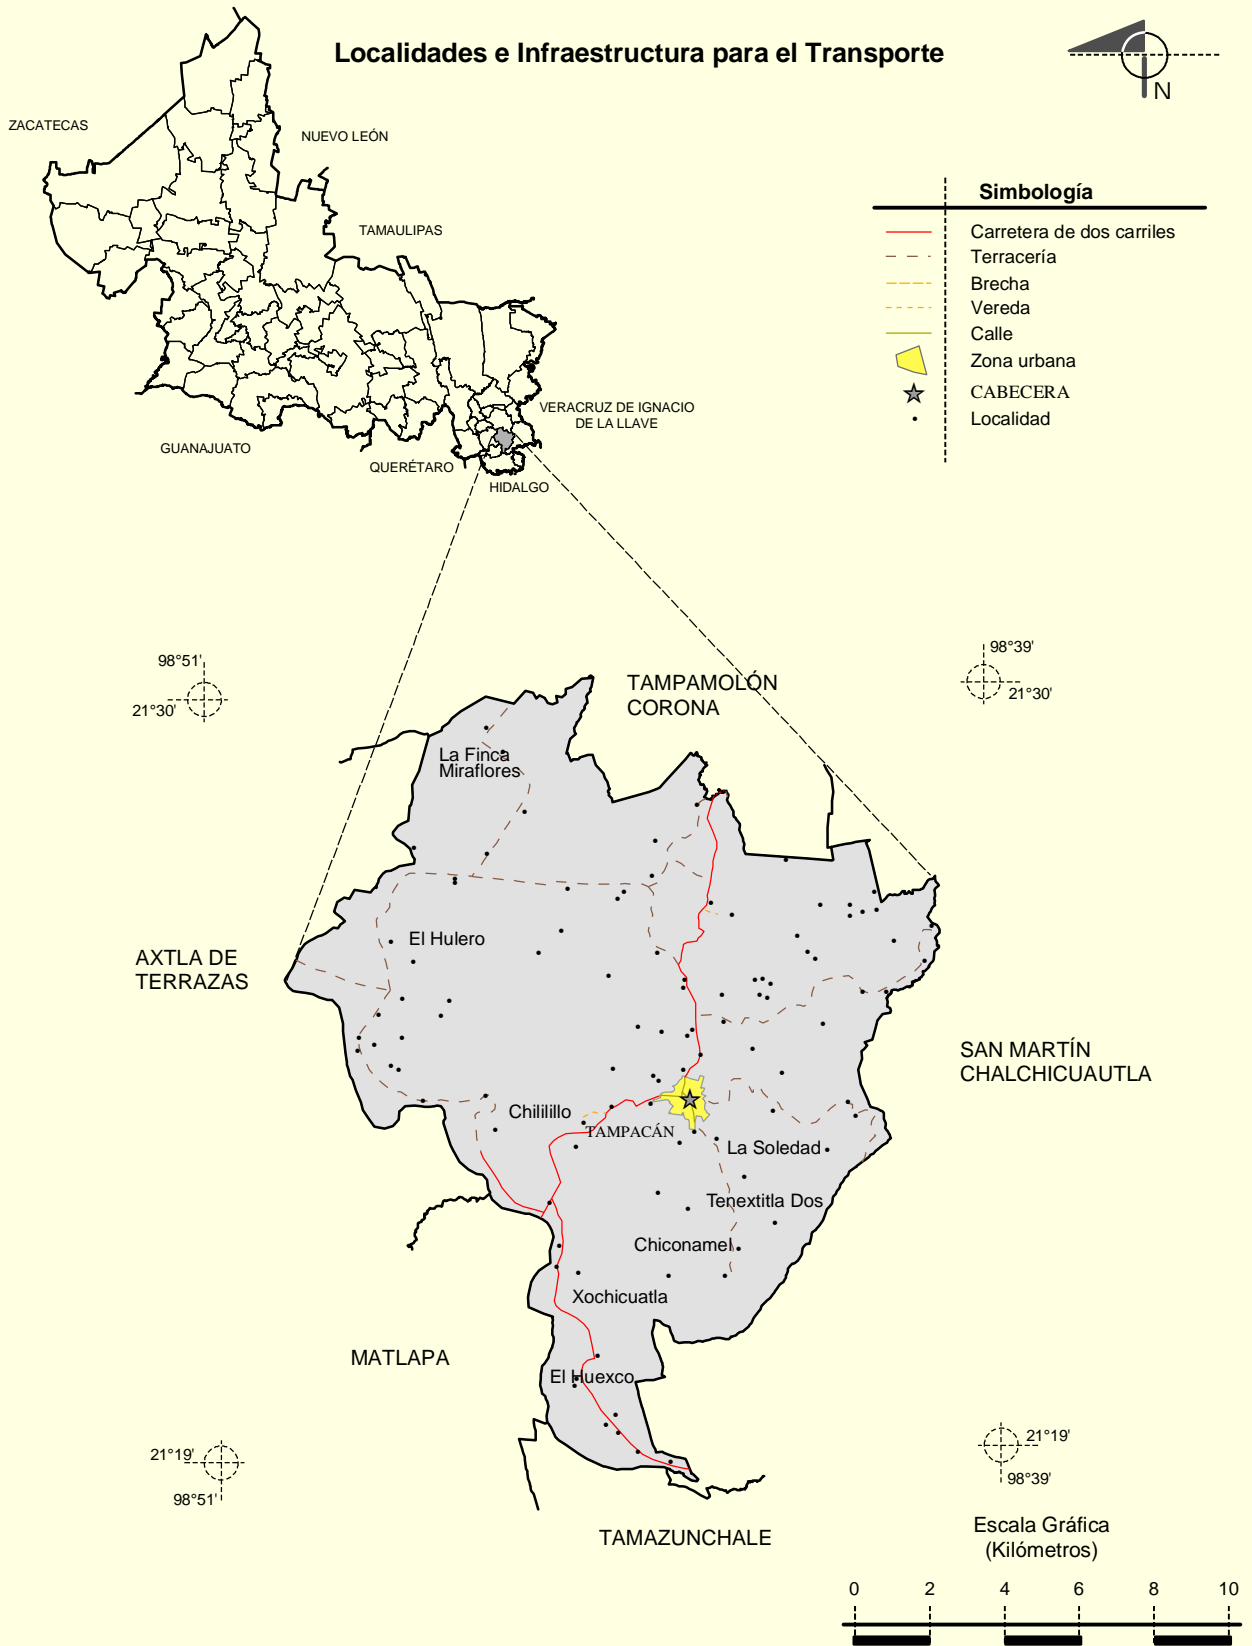 Localidades e Infraestructura para el Transporte
N
ZACATECAS
NUEVO LEÓN
TAMAULIPAS
VERACRUZ DE IGNACIO
DE LA LLAVE
GUANAJUATO
QUERÉTARO
HIDALGO
Simbología
Carretera de dos carriles
Terracería
Brecha
Vereda
Calle
Zona urbana
CABECERA
Localidad
98°51'
21°30'
98°39'
21°30'
TAMPAMOLÓN
CORONA
La Finca
Miraflores
El Hulero
AXTLA DE
TERRAZAS
SAN MARTÍN
CHALCHICUAUTLA
Chilililllo
TAMPACÁN
La Soledad
Tenextitla Dos
Chiconamel
Xochicuatla
MATLAPA
El Huexco
21°19'
98°51'
21°19'
98°39'
TAMAZUNCHALE
Escala Gráfica
(Kilómetros)
0 2 4 6 8 10